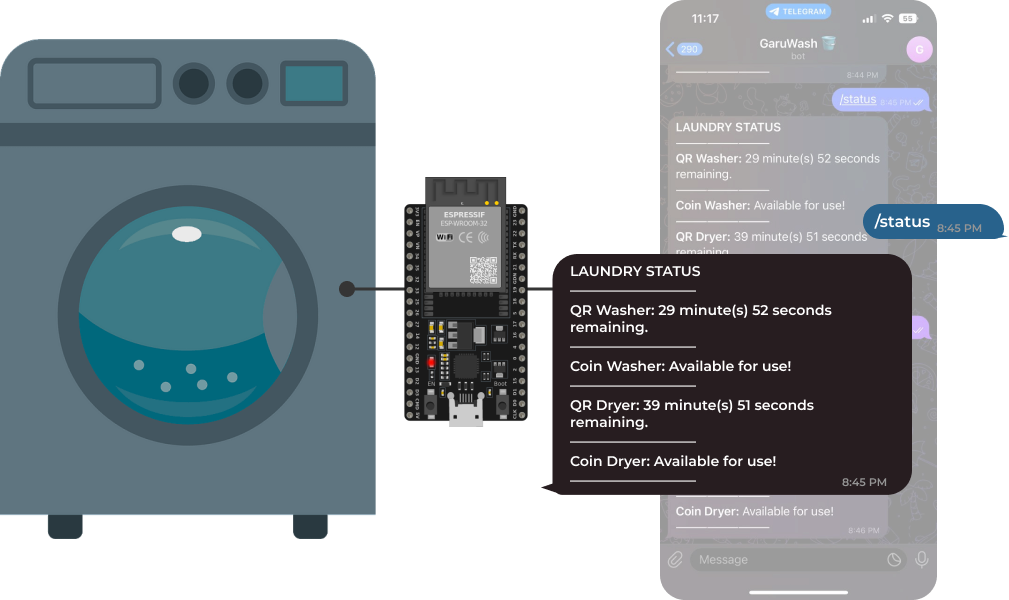 11:17
TELEGRAM
55
290
GaruWash
bot
G
8:44 PM
/status 8:45 PM
LAUNDRY STATUS
QR Washer: 29 minute(s) 52 seconds
remaining.
Coin Washer: Available for use!
QR Dryer: 39 minute(s) 51 seconds
remaining.
/status 8:45 PM
ESPRESSIF
ESP-WROOM-32
WiFi
CE
EN
Boot
LAUNDRY STATUS
QR Washer: 29 minute(s) 52 seconds
remaining.
Coin Washer: Available for use!
QR Dryer: 39 minute(s) 51 seconds
remaining.
Coin Dryer: Available for use!
8:45 PM
Coin Dryer: Available for use!
8:46 PM
Message